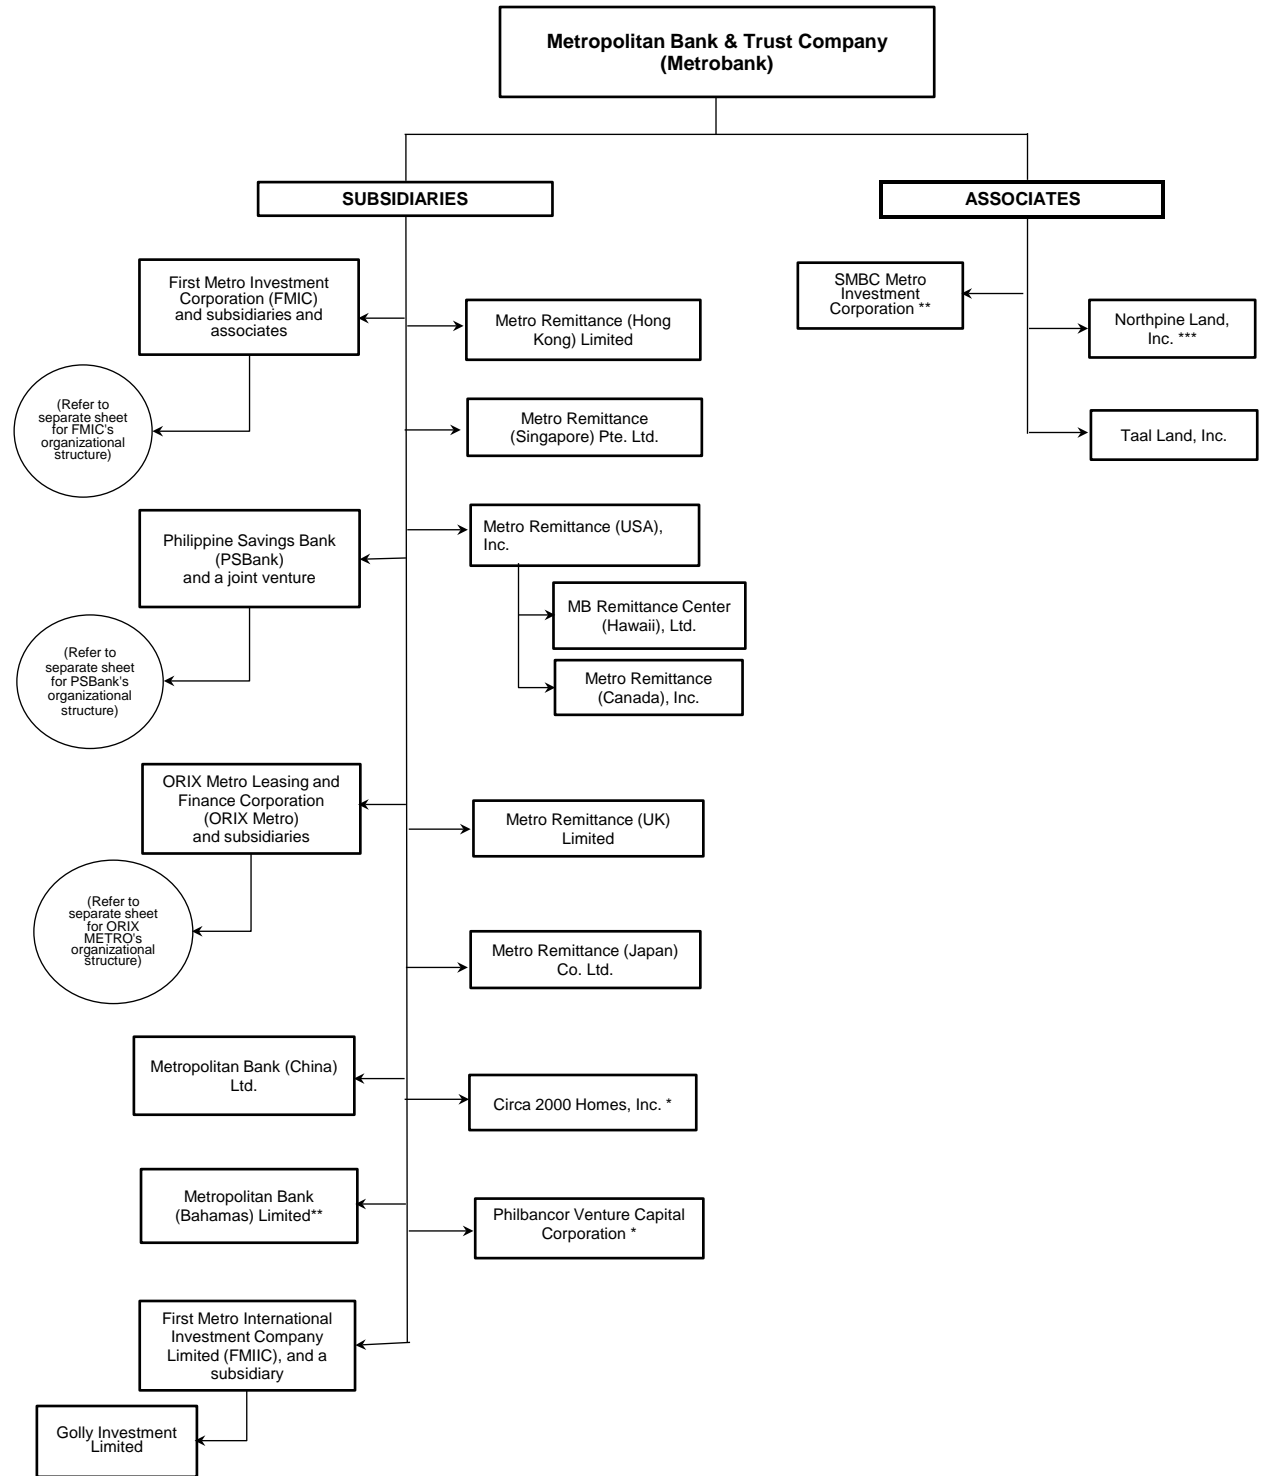 Metropolitan Bank & Trust Company
(Metrobank)
SUBSIDIARIES
ASSOCIATES
First Metro Investment
Corporation (FMIC)
and subsidiaries and
associates
Metro Remittance (Hong
Kong) Limited
SMBC Metro
Investment
Corporation **
Northpine Land,
Inc. ***
(Refer to
separate sheet
for FMIC's
organizational
structure)
Metro Remittance
(Singapore) Pte. Ltd.
Taal Land, Inc.
Philippine Savings Bank
(PSBank)
and a joint venture
Metro Remittance (USA),
Inc.
MB Remittance Center
(Hawaii), Ltd.
(Refer to
separate sheet
for PSBank's
organizational
structure)
Metro Remittance
(Canada), Inc.
ORIX Metro Leasing and
Finance Corporation
(ORIX Metro)
and subsidiaries
Metro Remittance (UK)
Limited
(Refer to
separate sheet
for ORIX
METRO's
organizational
structure)
Metro Remittance (Japan)
Co. Ltd.
Metropolitan Bank (China)
Ltd.
Circa 2000 Homes, Inc. *
Metropolitan Bank
(Bahamas) Limited**
Philbancor Venture Capital
Corporation *
First Metro International
Investment Company
Limited (FMIIC), and a
subsidiary
Golly Investment
Limited